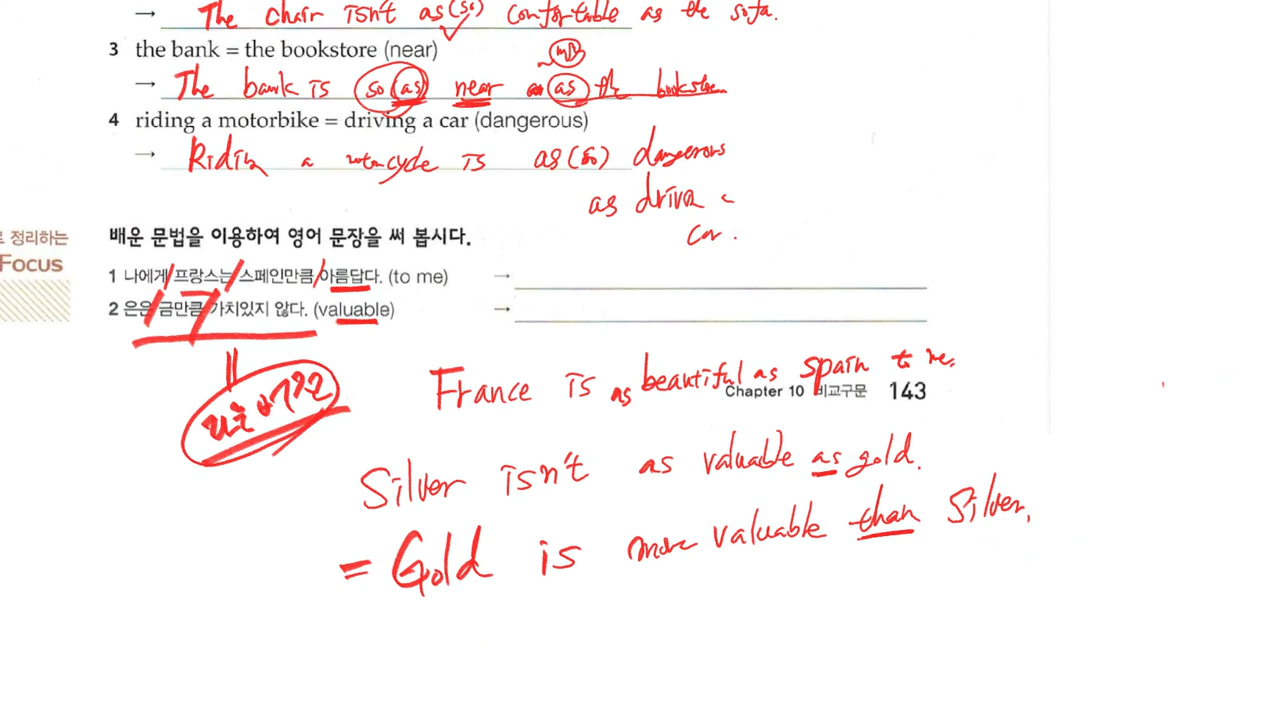 → The chair isn't as(so) comfortable as the sofa.
3 the bank = the bookstore (near)
→ The bank is so(as) near as the bookstore
4 riding a motorbike = driving a car (dangerous)
→ Riding a motorcycle is as(so) dangerous
as drivin a
car.
로 정리하는
Focus
배운 문법을 이용하여 영어 문장을 써 봅시다.
1 나에게/프랑스는/스페인만큼/아름답다. (to me) →
2 은은/금만큼/가치있지 않다. (valuable) →
France is as beautiful as spain to me.
Chapter 10 비교구문 143
Silver isn't as valuable as gold.
= Gold is more valuable than Silver.